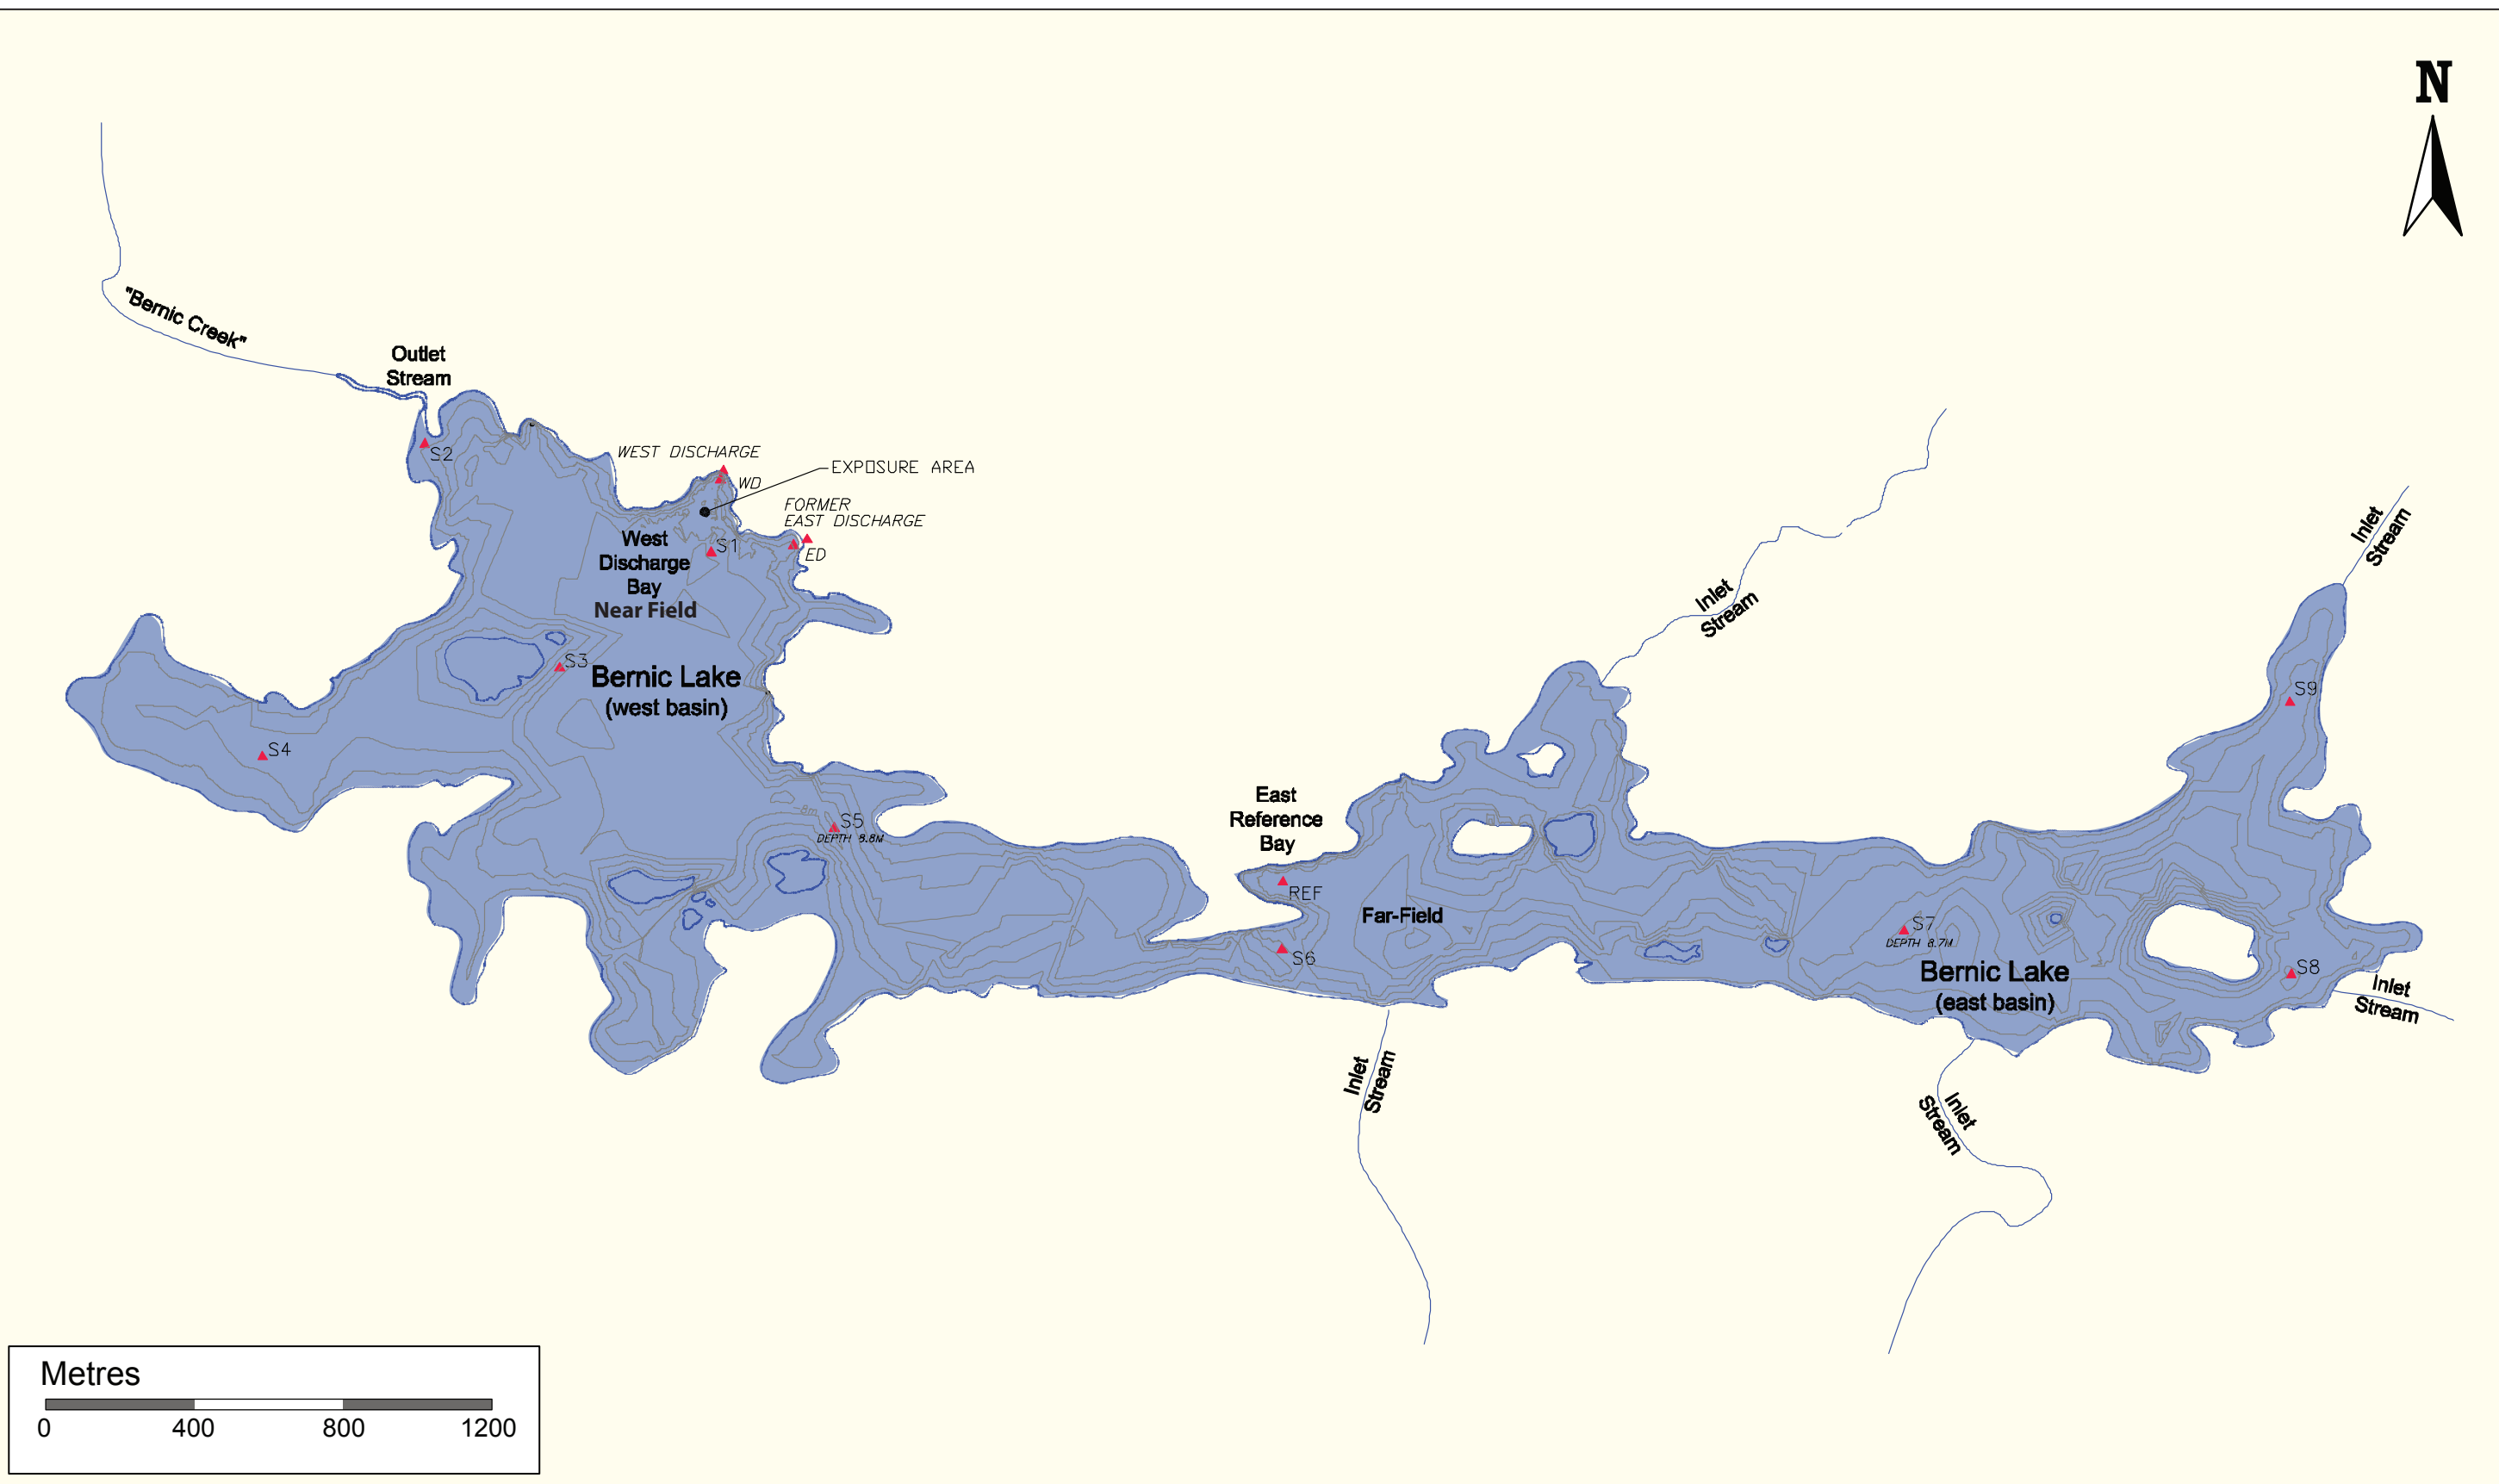 N
"Bernic Creek"
Outlet
Stream
S2
WEST DISCHARGE
WD
EXPOSURE AREA
FORMER
EAST DISCHARGE
ED
S1
West
Discharge
Bay
Near Field
S3
Bernic Lake
(west basin)
S4
S5
DEPTH 8.8M
East
Reference
Bay
REF
S6
Far-Field
Inlet
Stream
Inlet
Stream
S9
S7
DEPTH 8.7M
Bernic Lake
(east basin)
S8
Inlet
Stream
Inlet
Stream
Inlet
Stream
Metres
0 400 800 1200